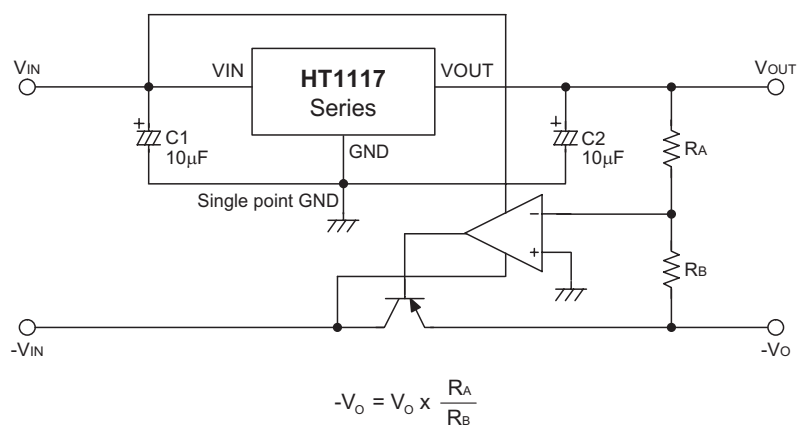 VIN
VIN
HT1117
Series
VOUT
VOUT
+
C1
10µF
GND
+
C2
10µF
RA
Single point GND
−
+
RB
-VIN
-VO
-VO = VO x RA
RB